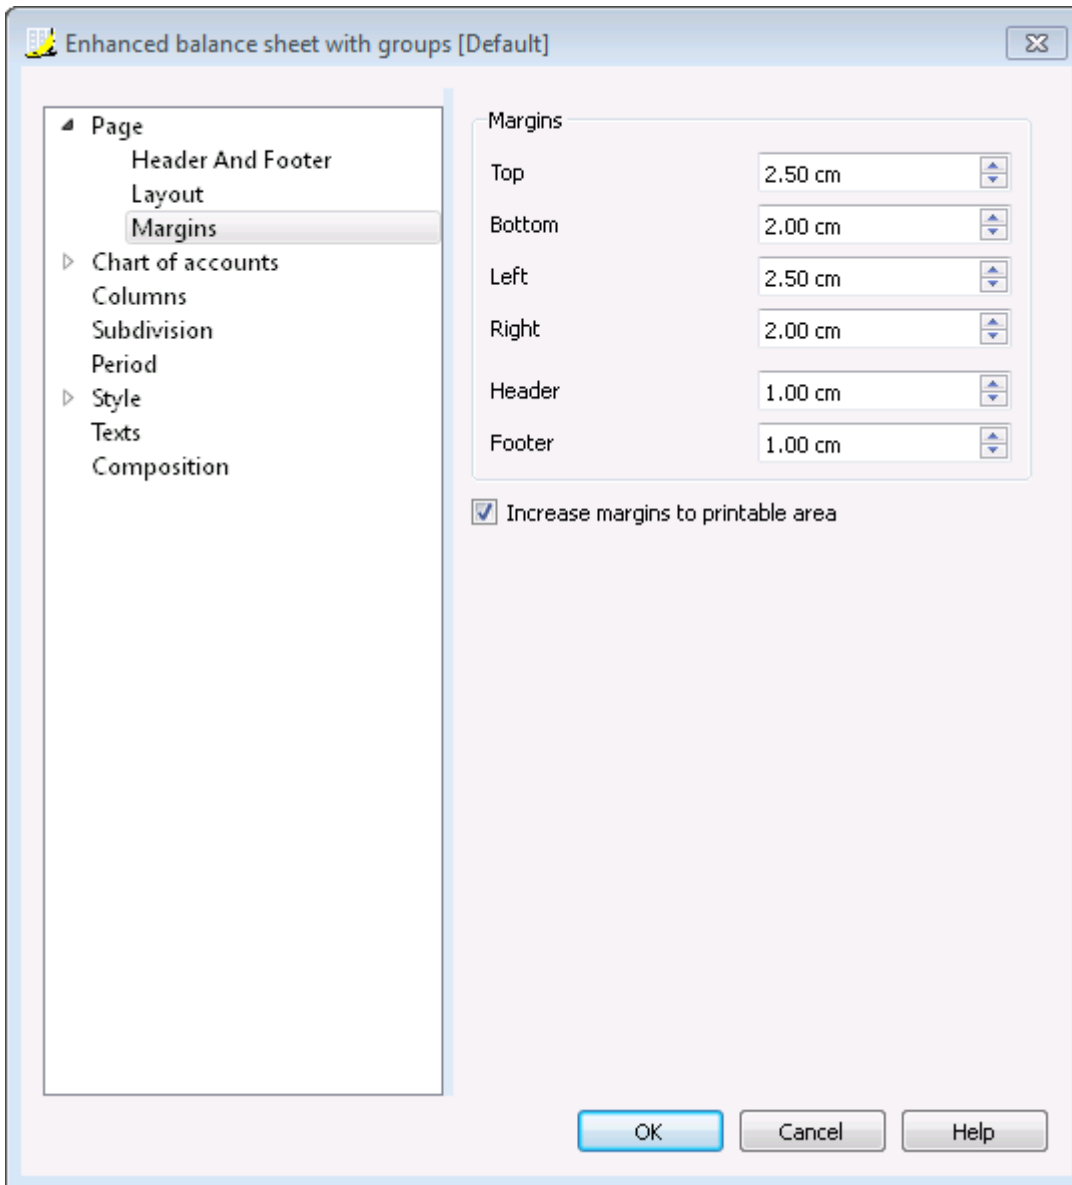 Enhanced balance sheet with groups [Default]
Page
Header And Footer
Layout
Margins
Chart of accounts
Columns
Subdivision
Period
Style
Texts
Composition
Margins
Top 2.50 cm
Bottom 2.00 cm
Left 2.50 cm
Right 2.00 cm
Header 1.00 cm
Footer 1.00 cm
Increase margins to printable area
OK Cancel Help